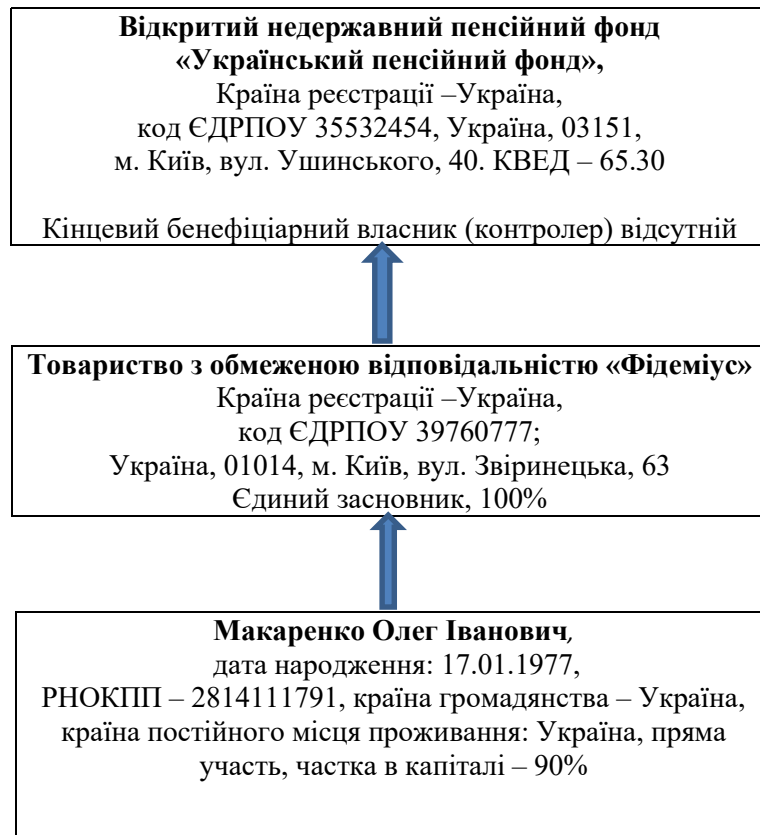 Відкритий недержавний пенсійний фонд
«Український пенсійний фонд»,
Країна реєстрації –Україна,
код ЄДРПОУ 35532454, Україна, 03151,
м. Київ, вул. Ушинського, 40. КВЕД – 65.30
Кінцевий бенефіціарний власник (контролер) відсутній
Товариство з обмеженою відповідальністю «Фідеміус»
Країна реєстрації –Україна,
код ЄДРПОУ 39760777;
Україна, 01014, м. Київ, вул. Звіринецька, 63
Єдиний засновник, 100%
Макаренко Олег Іванович,
дата народження: 17.01.1977,
РНОКПП – 2814111791, країна громадянства – Україна,
країна постійного місця проживання: Україна, пряма
участь, частка в капіталі – 90%